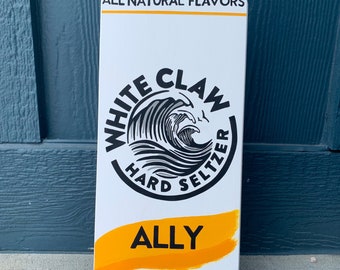 ALL NATURAL FLAVORS
WHITE CLAW
HARD SELTZER
ALLY